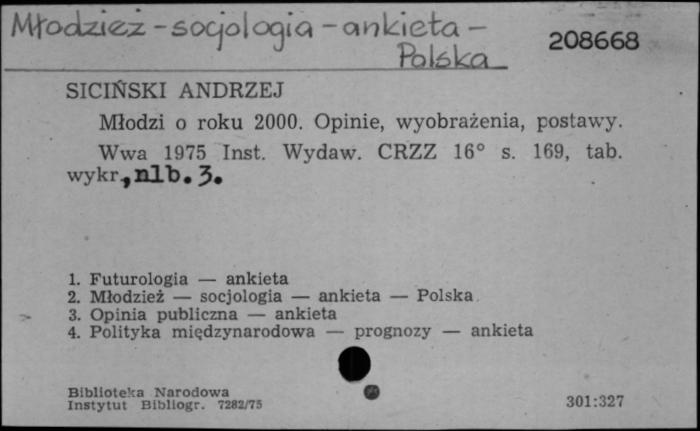 Młodzież - socjologia - ankieta -
Polska
208668
SICIŃSKI ANDRZEJ
Młodzi o roku 2000. Opinie, wyobrażenia, postawy.
Wwa 1975 Inst. Wydaw. CRZZ 16° s. 169, tab.
wykr., nlb. 3.
1. Futurologia — ankieta
2. Młodzież — socjologia — ankieta — Polska
3. Opinia publiczna — ankieta
4. Polityka międzynarodowa — prognozy — ankieta
Biblioteka Narodowa
Instytut Bibliogr. 7282/75
301:327